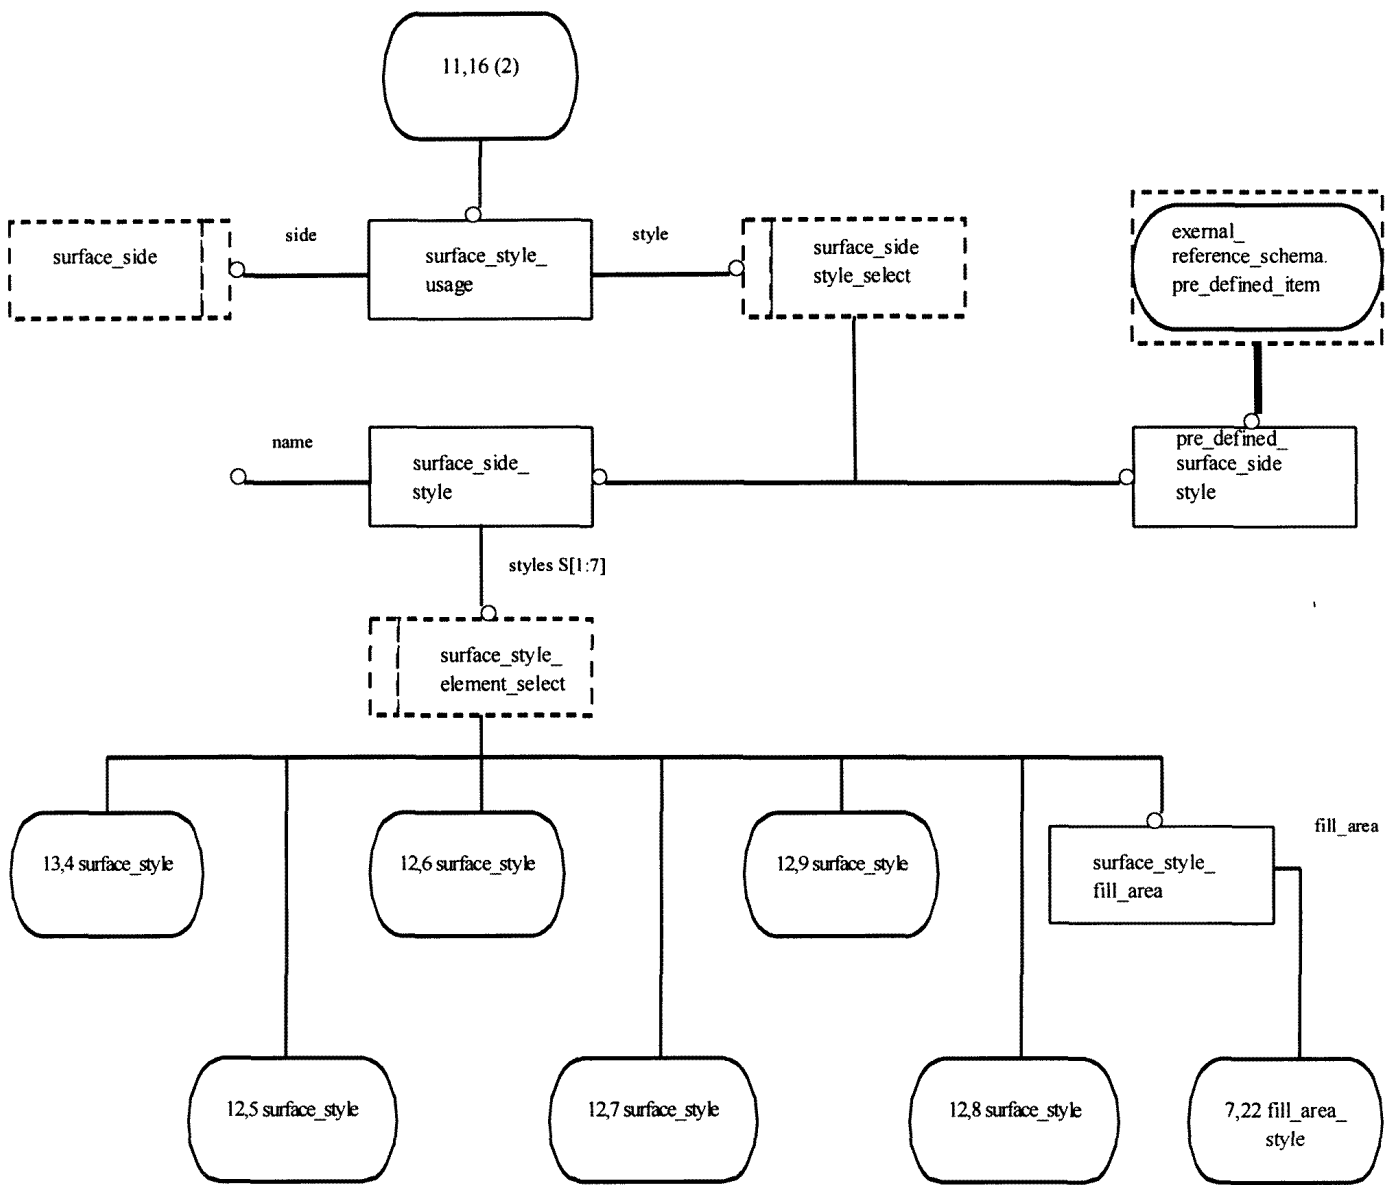 11,16 (2)
side
style
surface_side
surface_style_
usage
surface_side
style_select
exernal_
reference_schema.
pre_defined_item
name
surface_side_
style
pre_defined_
surface_side
style
styles S[1:7]
surface_style_
element_select
fill_area
13,4 surface_style
12,6 surface_style
12,9 surface_style
surface_style_
fill_area
12,5 surface_style
12,7 surface_style
12,8 surface_style
7,22 fill_area_
style